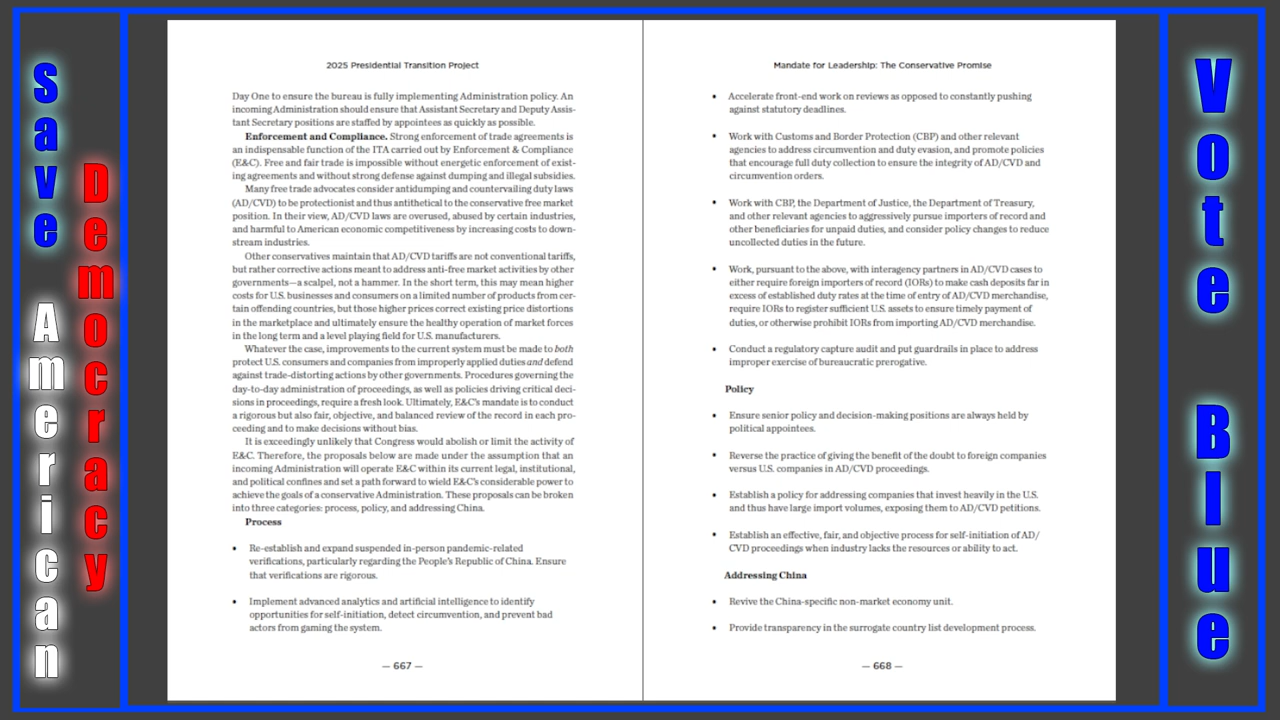 Save American
Democracy
2025 Presidential Transition Project
Day One to ensure the bureau is fully implementing Administration policy. An
incoming Administration should ensure that Assistant Secretary and Deputy Assis-
tant Secretary positions are staffed by appointees as quickly as possible.
Enforcement and Compliance. Strong enforcement of trade agreements is
an indispensable function of the ITA carried out by Enforcement & Compliance
(E&C). Free and fair trade is impossible without energetic enforcement of exist-
ing agreements and without strong defense against dumping and illegal subsidies.
Many free trade advocates consider antidumping and countervailing duty laws
(AD/CVD) to be protectionist and thus antithetical to the conservative free market
position. In their view, AD/CVD laws are overused, abused by certain industries,
and harmful to American economic competitiveness by increasing costs to down-
stream industries.
Other conservatives maintain that AD/CVD tariffs are not conventional tariffs,
but rather corrective actions meant to address anti-free market activities by other
governments—a scalpel, not a hammer. In the short term, this may mean higher
costs for U.S. businesses and consumers on a limited number of products from cer-
tain offending countries, but those higher prices correct existing price distortions
in the marketplace and ultimately ensure the healthy operation of market forces
in the long term and a level playing field for U.S. manufacturers.
Whatever the case, improvements to the current system must be made to both
protect U.S. consumers and companies from improperly applied duties and defend
against trade-distorting actions by other governments. Procedures governing the
day-to-day administration of proceedings, as well as policies driving critical deci-
sions in proceedings, require a fresh look. Ultimately, E&C's mandate is to conduct
a rigorous but also fair, objective, and balanced review of the record in each pro-
ceeding and to make decisions without bias.
It is exceedingly unlikely that Congress would abolish or limit the activity of
E&C. Therefore, the proposals below are made under the assumption that an
incoming Administration will operate E&C within its current legal, institutional,
and political confines and set a path forward to wield E&C's considerable power to
achieve the goals of a conservative Administration. These proposals can be broken
into three categories: process, policy, and addressing China.
Process
• Re-establish and expand suspended in-person pandemic-related
verifications, particularly regarding the People's Republic of China. Ensure
that verifications are rigorous.
• Implement advanced analytics and artificial intelligence to identify
opportunities for self-initiation, detect circumvention, and prevent bad
actors from gaming the system.
— 667 —
Mandate for Leadership: The Conservative Promise
• Accelerate front-end work on reviews as opposed to constantly pushing
against statutory deadlines.
• Work with Customs and Border Protection (CBP) and other relevant
agencies to address circumvention and duty evasion, and promote policies
that encourage full duty collection to ensure the integrity of AD/CVD and
circumvention orders.
• Work with CBP, the Department of Justice, the Department of Treasury,
and other relevant agencies to aggressively pursue importers of record and
other beneficiaries for unpaid duties, and consider policy changes to reduce
uncollected duties in the future.
• Work, pursuant to the above, with interagency partners in AD/CVD cases to
either require foreign importers of record (IORs) to make cash deposits far in
excess of established duty rates at the time of entry of AD/CVD merchandise,
require IORs to register sufficient U.S. assets to ensure timely payment of
duties, or otherwise prohibit IORs from importing AD/CVD merchandise.
• Conduct a regulatory capture audit and put guardrails in place to address
improper exercise of bureaucratic prerogative.
Policy
• Ensure senior policy and decision-making positions are always held by
political appointees.
• Reverse the practice of giving the benefit of the doubt to foreign companies
versus U.S. companies in AD/CVD proceedings.
• Establish a policy for addressing companies that invest heavily in the U.S.
and thus have large import volumes, exposing them to AD/CVD petitions.
• Establish an effective, fair, and objective process for self-initiation of AD/
CVD proceedings when industry lacks the resources or ability to act.
Addressing China
• Revive the China-specific non-market economy unit.
• Provide transparency in the surrogate country list development process.
— 668 —
Vote Blue